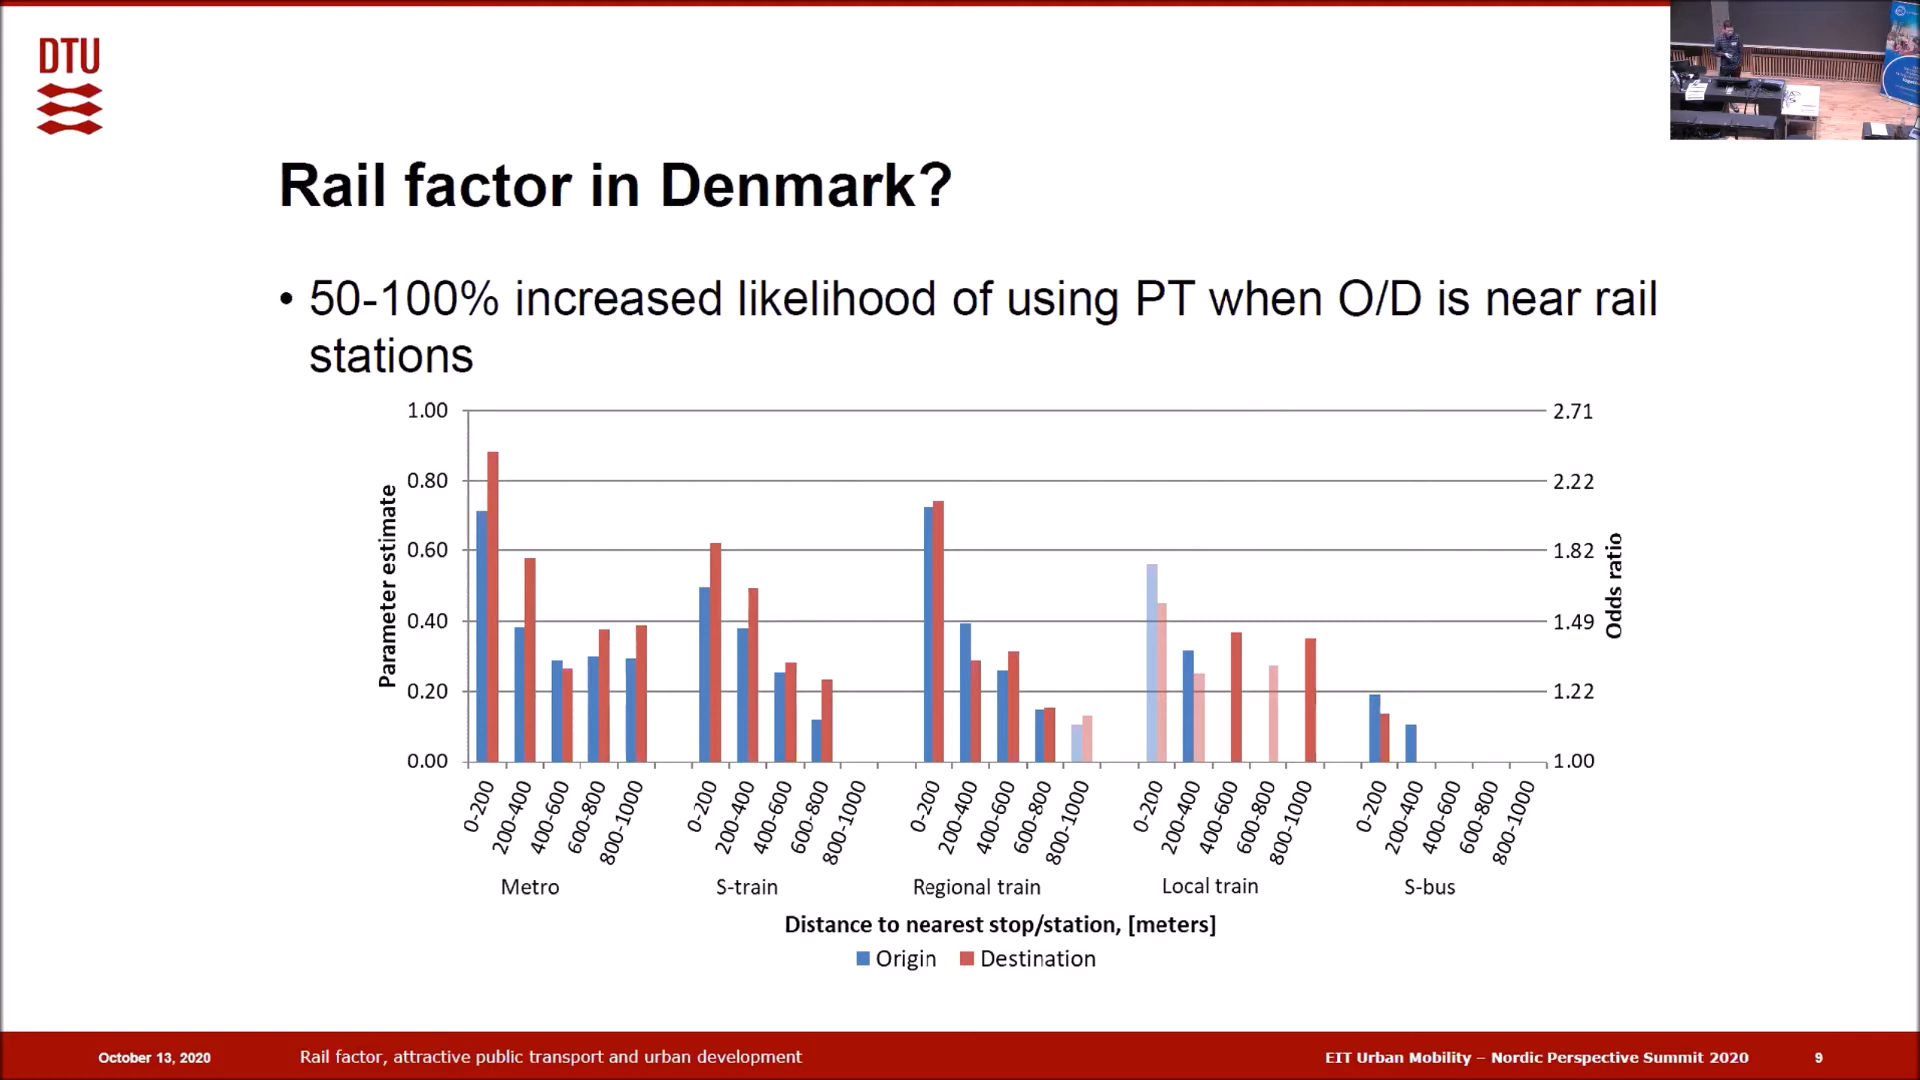 DTU
Rail factor in Denmark?
• 50-100% increased likelihood of using PT when O/D is near rail
stations
1.00
0.80
0.60
0.40
0.20
0.00
Parameter estimate
2.71
2.22
1.82
1.49
1.22
1.00
Odds ratio
0-200 200-400 400-600 600-800 800-1000 0-200 200-400 400-600 600-800 800-1000 0-200 200-400 400-600 600-800 800-1000 0-200 200-400 400-600 600-800 800-1000 0-200 200-400 400-600 600-800 800-1000
Metro S-train Regional train Local train S-bus
Distance to nearest stop/station, [meters]
Origin Destination
October 13, 2020 Rail factor, attractive public transport and urban development EIT Urban Mobility – Nordic Perspective Summit 2020 9